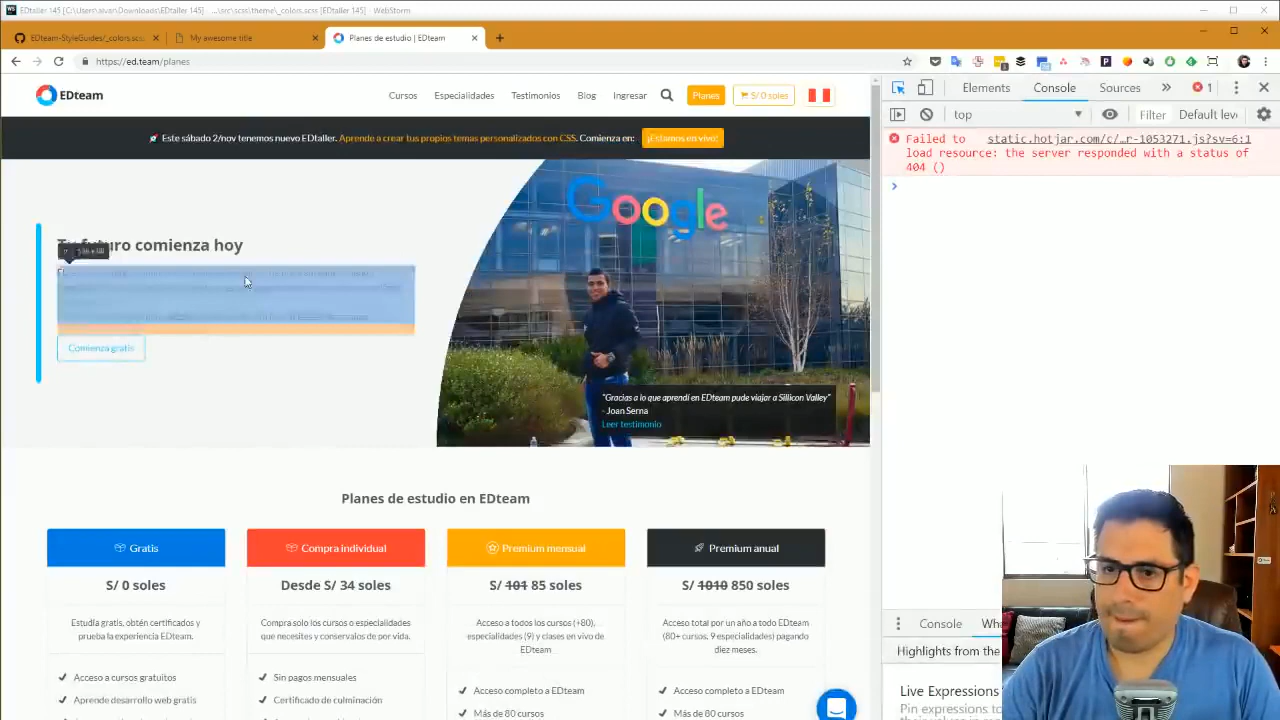 EDtaller 145 [C:\Users\alvar\Downloads\EDtaller 145] - ...\src\scss\theme\_colors.scss [EDtaller 145] - WebStorm
EDteam-StyleGuides/_colors.scs
My awesome title
Planes de estudio | EDteam
https://ed.team/planes
EDteam
Cursos
Especialidades
Testimonios
Blog
Ingresar
Planes
S/ 0 soles
Este sábado 2/nov tenemos nuevo EDtaller. Aprende a crear tus propios temas personalizados con CSS. Comienza en: ¡Estamos en vivo!
Tu futuro comienza hoy
Comienza gratis
Google
"Gracias a lo que aprendí en EDteam pude viajar a Sillicon Valley"
- Joan Serna
Leer testimonio
Planes de estudio en EDteam
Gratis
S/ 0 soles
Estudia gratis, obtén certificados y
prueba la experiencia EDteam.
Acceso a cursos gratuitos
Aprende desarrollo web gratis
Compra individual
Desde S/ 34 soles
Compra solo los cursos o especialidades
que necesites y consérvalos de por vida.
Sin pagos mensuales
Certificado de culminación
Premium mensual
S/ 101 85 soles
Acceso a todos los cursos (+80),
especialidades (9) y clases en vivo de
EDteam
Acceso completo a EDteam
Más de 80 cursos
Premium anual
S/ 1010 850 soles
Acceso total por un año a todo EDteam
(80+ cursos, 9 especialidades) pagando
diez meses.
Acceso completo a EDteam
Más de 80 cursos
Elements
Console
Sources
1
top
Filter
Default leve
Failed to static.hotjar.com/c/…r-1053271.js?sv=6:1
load resource: the server responded with a status of
404 ()
Console
Highlights from the
Live Expressions
Pin expressions to